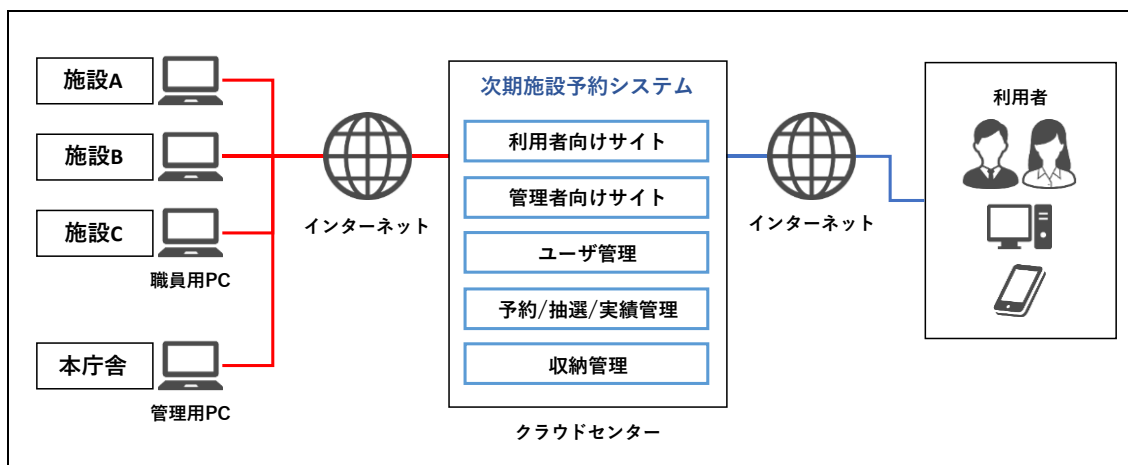 施設A
施設B
施設C
職員用PC
本庁舎
管理用PC
インターネット
次期施設予約システム
利用者向けサイト
管理者向けサイト
ユーザ管理
予約/抽選/実績管理
収納管理
クラウドセンター
インターネット
利用者